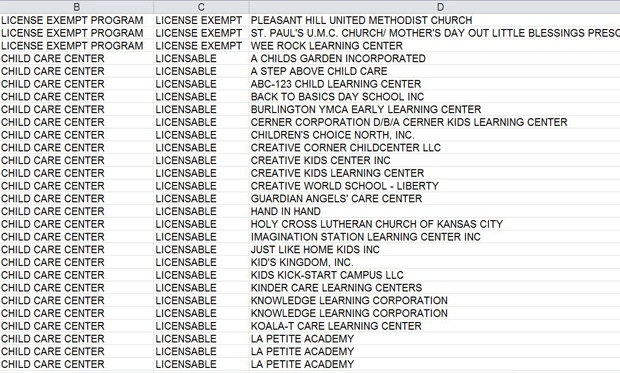 B C D
LICENSE EXEMPT PROGRAM LICENSE EXEMPT PLEASANT HILL UNITED METHODIST CHURCH
LICENSE EXEMPT PROGRAM LICENSE EXEMPT ST. PAUL'S U.M.C. CHURCH/ MOTHER'S DAY OUT LITTLE BLESSINGS PRESC
LICENSE EXEMPT PROGRAM LICENSE EXEMPT WEE ROCK LEARNING CENTER
CHILD CARE CENTER LICENSABLE A CHILDS GARDEN INCORPORATED
CHILD CARE CENTER LICENSABLE A STEP ABOVE CHILD CARE
CHILD CARE CENTER LICENSABLE ABC-123 CHILD LEARNING CENTER
CHILD CARE CENTER LICENSABLE BACK TO BASICS DAY SCHOOL INC
CHILD CARE CENTER LICENSABLE BURLINGTON YMCA EARLY LEARNING CENTER
CHILD CARE CENTER LICENSABLE CERNER CORPORATION D/B/A CERNER KIDS LEARNING CENTER
CHILD CARE CENTER LICENSABLE CHILDREN'S CHOICE NORTH, INC.
CHILD CARE CENTER LICENSABLE CREATIVE CORNER CHILDCENTER LLC
CHILD CARE CENTER LICENSABLE CREATIVE KIDS CENTER INC
CHILD CARE CENTER LICENSABLE CREATIVE KIDS LEARNING CENTER
CHILD CARE CENTER LICENSABLE CREATIVE WORLD SCHOOL - LIBERTY
CHILD CARE CENTER LICENSABLE GUARDIAN ANGELS' CARE CENTER
CHILD CARE CENTER LICENSABLE HAND IN HAND
CHILD CARE CENTER LICENSABLE HOLY CROSS LUTHERAN CHURCH OF KANSAS CITY
CHILD CARE CENTER LICENSABLE IMAGINATION STATION LEARNING CENTER INC
CHILD CARE CENTER LICENSABLE JUST LIKE HOME KIDS INC
CHILD CARE CENTER LICENSABLE KID'S KINGDOM, INC.
CHILD CARE CENTER LICENSABLE KIDS KICK-START CAMPUS LLC
CHILD CARE CENTER LICENSABLE KINDER CARE LEARNING CENTERS
CHILD CARE CENTER LICENSABLE KNOWLEDGE LEARNING CORPORATION
CHILD CARE CENTER LICENSABLE KNOWLEDGE LEARNING CORPORATION
CHILD CARE CENTER LICENSABLE KOALA-T CARE LEARNING CENTER
CHILD CARE CENTER LICENSABLE LA PETITE ACADEMY
CHILD CARE CENTER LICENSABLE LA PETITE ACADEMY
CHILD CARE CENTER LICENSABLE LA PETITE ACADEMY